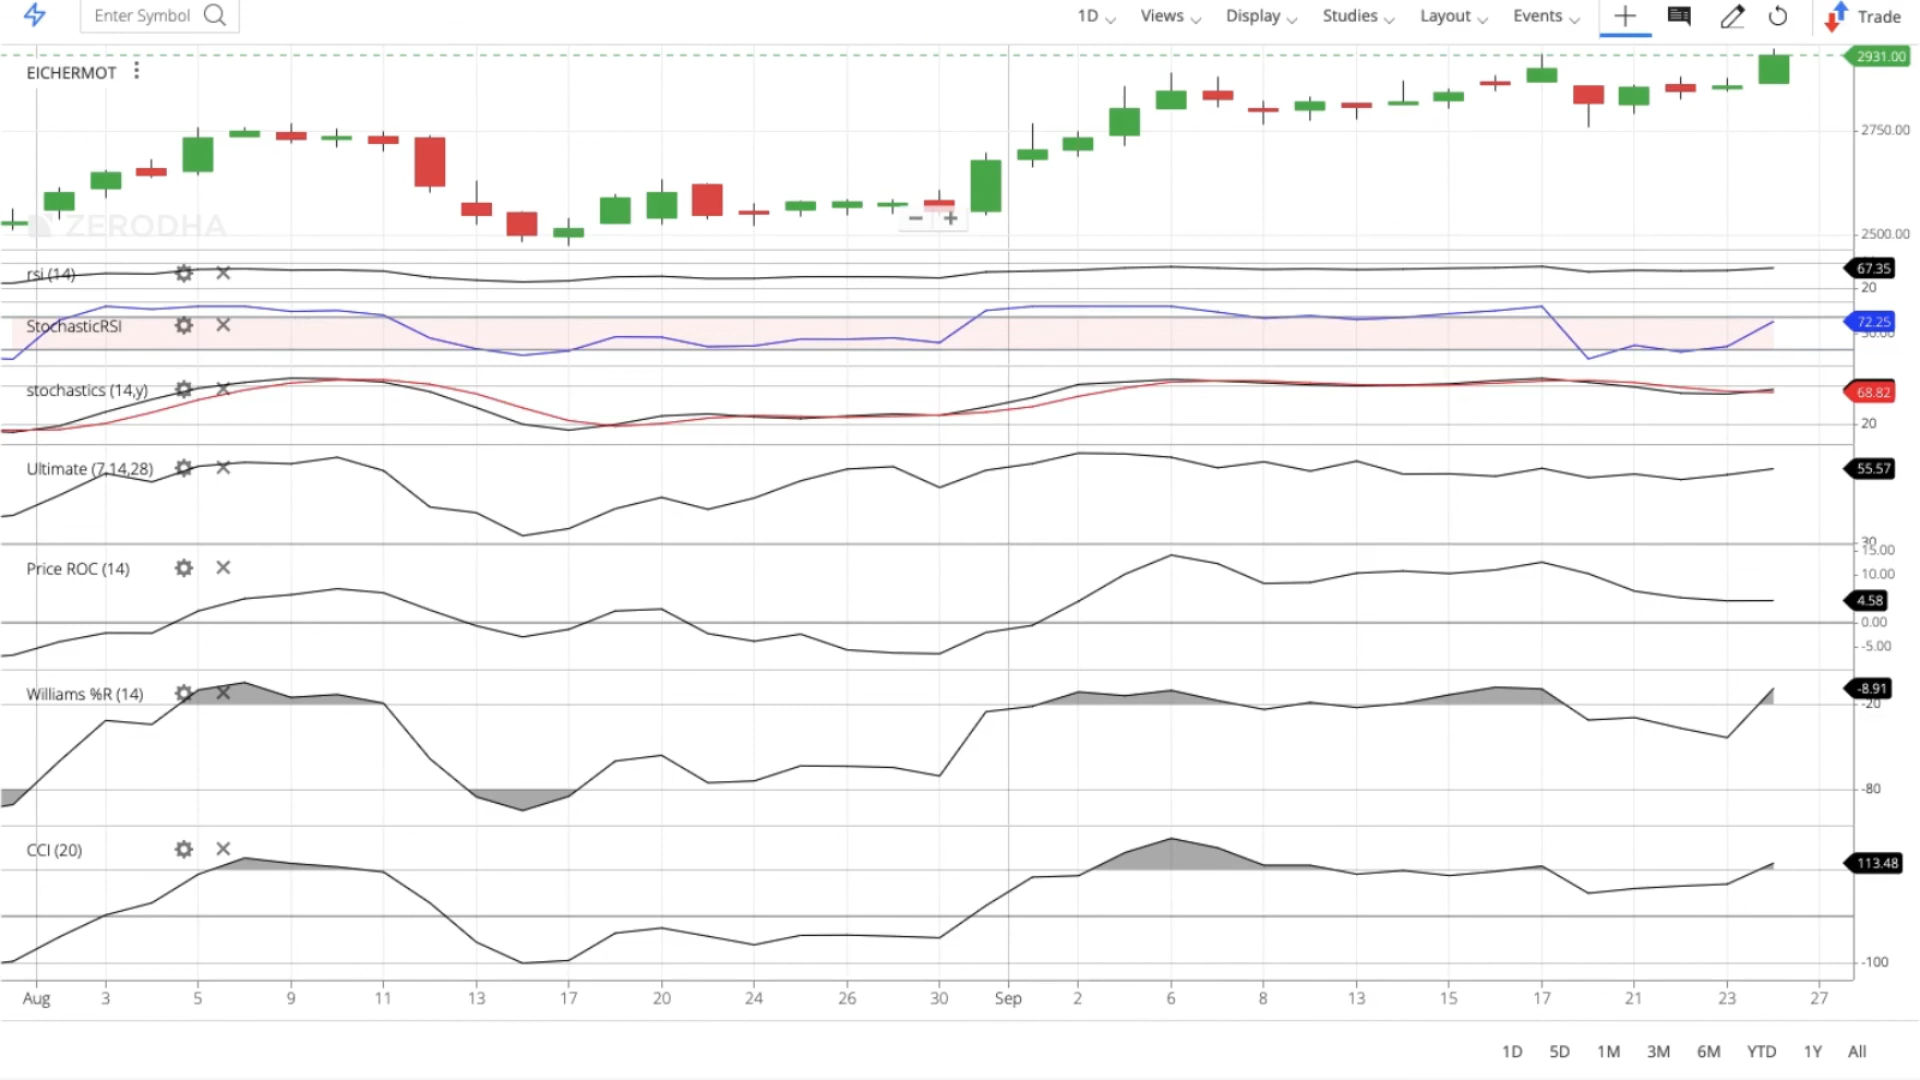 Enter Symbol
1D Views Display Studies Layout Events Trade
EICHERMOT
2931.00
2750.00
ZERODHA
2500.00
rsi (14)
67.35
20
StochasticRSI
72.25
stochastics (14,y)
68.82
20
Ultimate (7,14,28)
55.57
30
15.00
Price ROC (14)
10.00
4.58
0.00
-5.00
Williams %R (14)
-8.91
-20
-80
CCI (20)
113.48
-100
Aug 3 5 9 11 13 17 20 24 26 30 Sep 2 6 8 13 15 17 21 23 27
1D 5D 1M 3M 6M YTD 1Y All